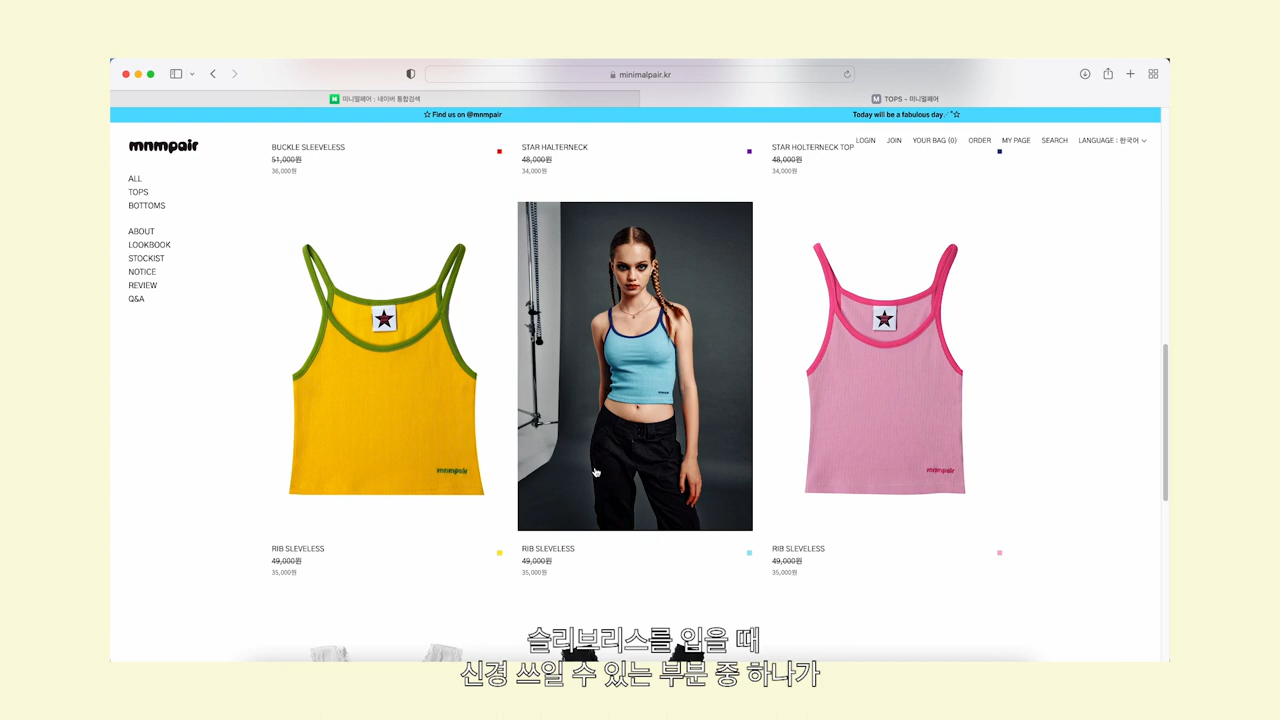 minimalpair.kr
미니멀페어 : 네이버 통합검색
TOPS - 미니멀페어
☆ Find us on @mnmpair
Today will be a fabulous day
mnmpair
LOGIN
JOIN
YOUR BAG (0)
ORDER
MY PAGE
SEARCH
LANGUAGE : 한국어
ALL
TOPS
BOTTOMS
ABOUT
LOOKBOOK
STOCKIST
NOTICE
REVIEW
Q&A
BUCKLE SLEEVELESS
51,000원
36,000원
STAR HALTERNECK
48,000원
34,000원
STAR HOLTERNECK TOP
48,000원
34,000원
mnmpair
mnmpair
RIB SLEVELESS
49,000원
35,000원
RIB SLEVELESS
49,000원
35,000원
RIB SLEVELESS
49,000원
35,000원
슬리브리스를 입을 때
신경 쓰일 수 있는 부분 중 하나가